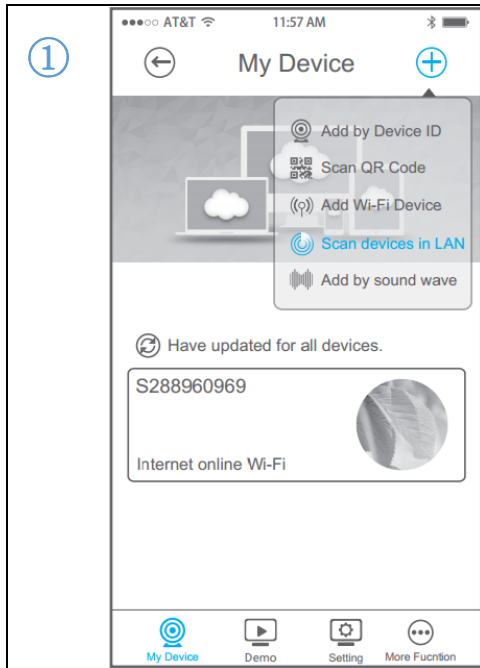 ①
AT&T 11:57 AM
My Device
Add by Device ID
Scan QR Code
Add Wi-Fi Device
Scan devices in LAN
Add by sound wave
Have updated for all devices.
S288960969
Internet online Wi-Fi
My Device Demo Setting More Fucntion